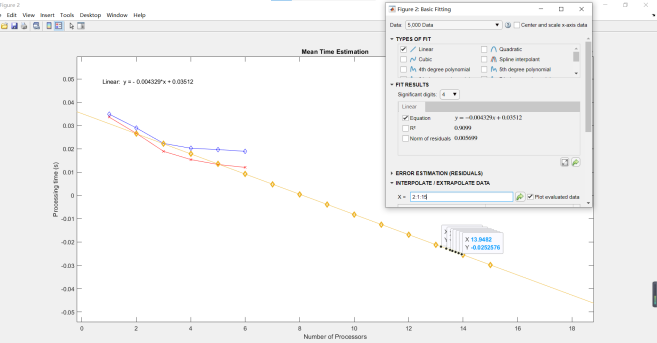 Figure 2
Edit View Insert Tools Desktop Window Help
Mean Time Estimation
Linear: y = - 0.004329*x + 0.03512
0.05
0.04
0.03
0.02
0.01
0
-0.01
-0.02
-0.03
-0.04
-0.05
Processing time (s)
0 2 4 6 8 10 12 14 16 18
Number of Processors
X 13.9482
Y -0.0252576
Figure 2: Basic Fitting
Data: 5,000 Data
Center and scale x-axis data
TYPES OF FIT
Linear Quadratic
Cubic Spline interpolant
4th degree polynomial 5th degree polynomial
FIT RESULTS
Significant digits: 4
Linear
Equation y = −0.004329x + 0.03512
R² 0.9099
Norm of residuals 0.005699
ERROR ESTIMATION (RESIDUALS)
INTERPOLATE / EXTRAPOLATE DATA
X = 2:1:15
Plot evaluated data